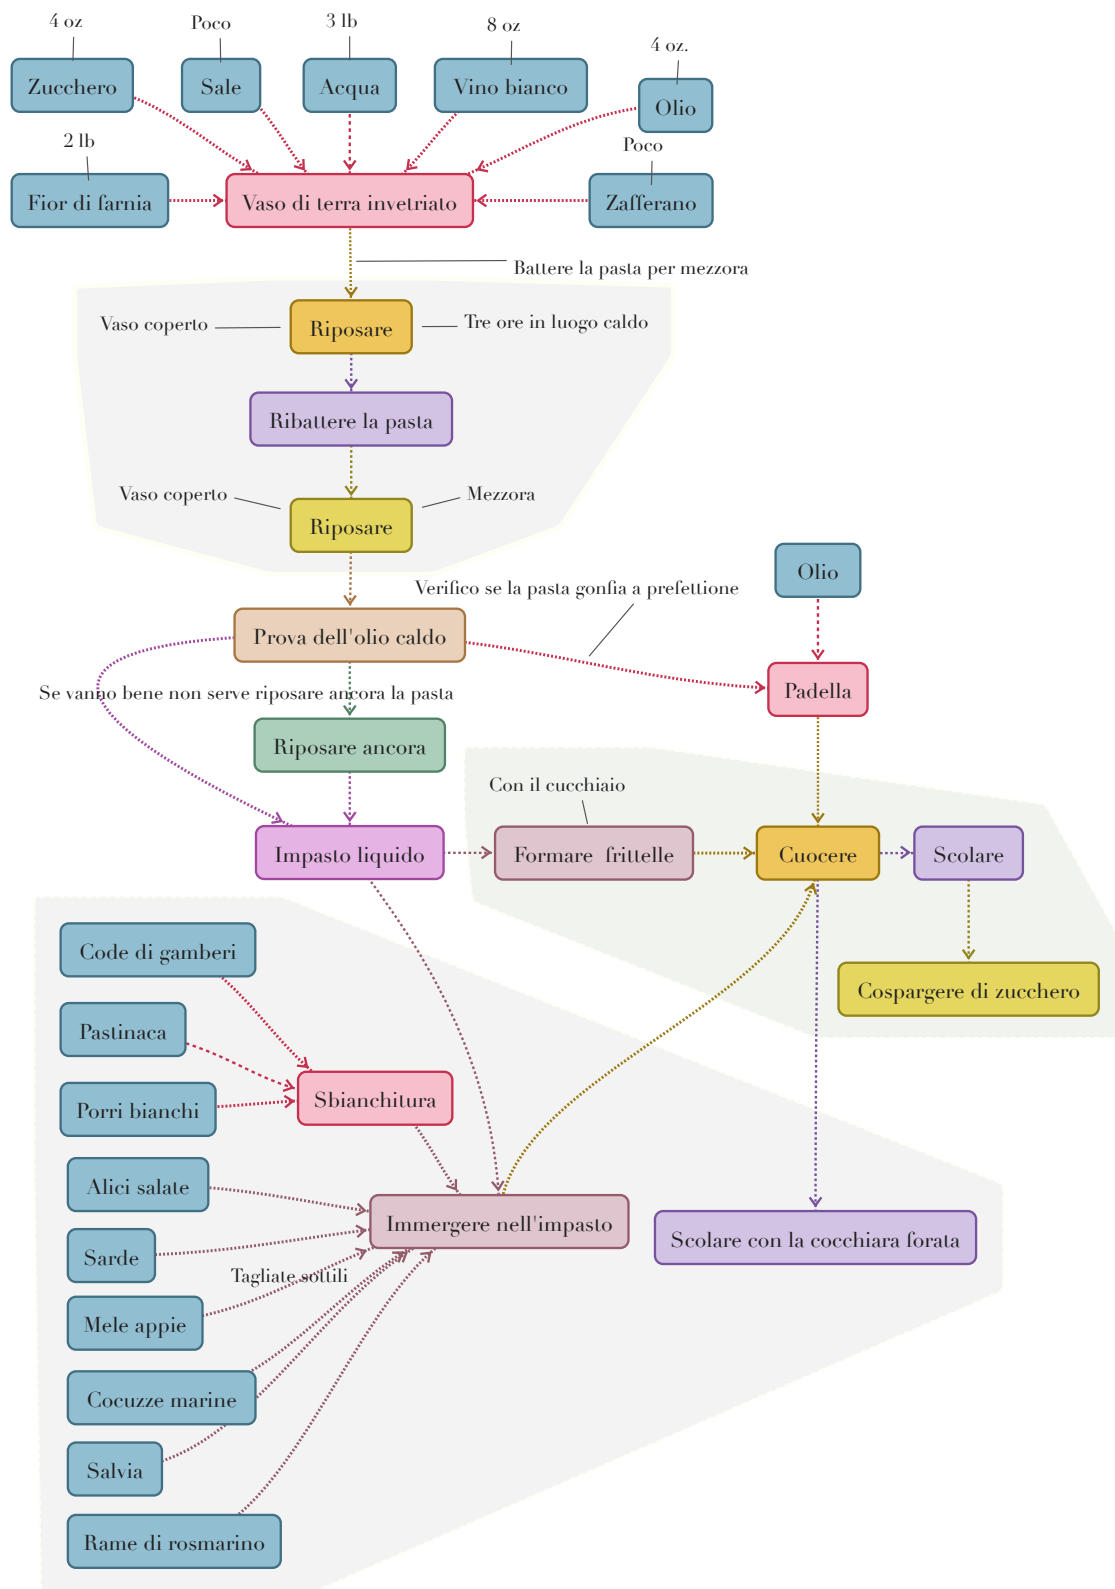 4 oz
Poco
3 lb
8 oz
4 oz.
Zucchero
Sale
Acqua
Vino bianco
Olio
2 lb
Poco
Fior di farnia
Vaso di terra invetriato
Zafferano
Battere la pasta per mezzora
Vaso coperto
Riposare
Tre ore in luogo caldo
Ribattere la pasta
Vaso coperto
Riposare
Mezzora
Olio
Verifico se la pasta gonfia a prefettione
Prova dell'olio caldo
Se vanno bene non serve riposare ancora la pasta
Padella
Riposare ancora
Con il cucchiaio
Impasto liquido
Formare frittelle
Cuocere
Scolare
Code di gamberi
Cospargere di zucchero
Pastinaca
Sbianchitura
Porri bianchi
Alici salate
Immergere nell'impasto
Scolare con la cocchiara forata
Sarde
Tagliate sottili
Mele appie
Cocuzze marine
Salvia
Rame di rosmarino